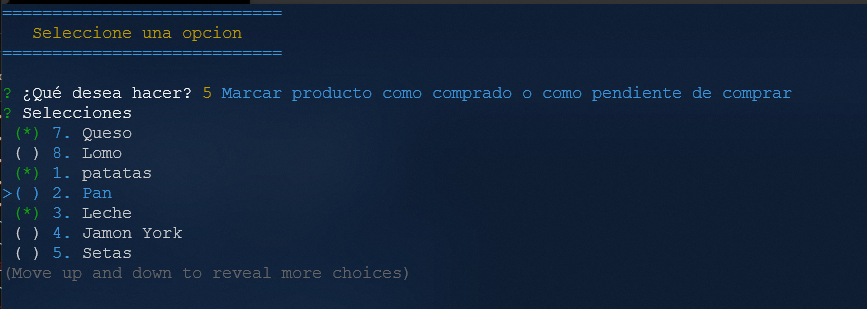 ============================
Seleccione una opcion
============================
? ¿Qué desea hacer? 5 Marcar producto como comprado o como pendiente de comprar
? Selecciones
(*) 7. Queso
( ) 8. Lomo
(*) 1. patatas
>( ) 2. Pan
(*) 3. Leche
( ) 4. Jamon York
( ) 5. Setas
(Move up and down to reveal more choices)